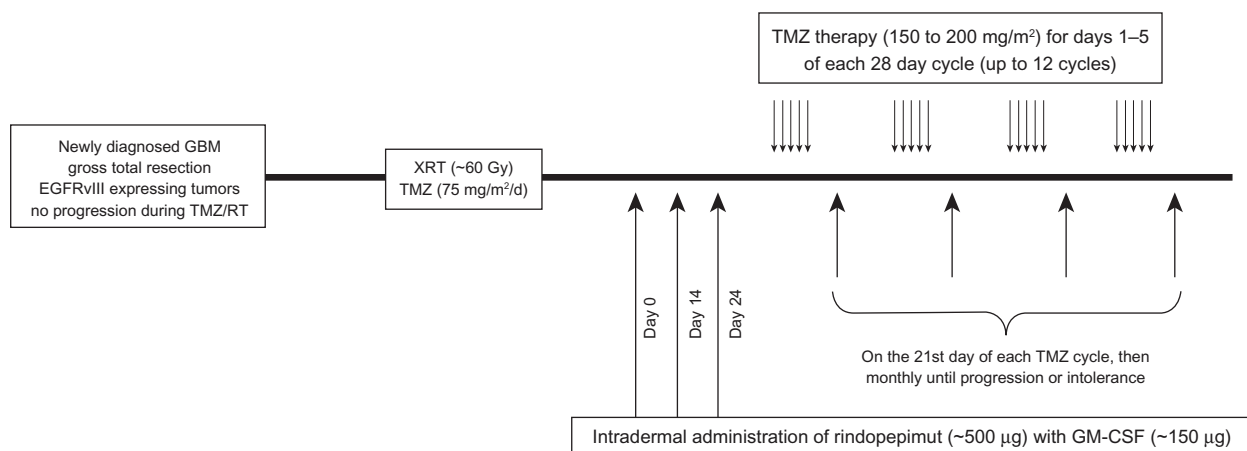 TMZ therapy (150 to 200 mg/m²) for days 1–5
of each 28 day cycle (up to 12 cycles)
Newly diagnosed GBM
gross total resection
EGFRvIII expressing tumors
no progression during TMZ/RT
XRT (~60 Gy)
TMZ (75 mg/m²/d)
Day 0
Day 14
Day 24
On the 21st day of each TMZ cycle, then
monthly until progression or intolerance
Intradermal administration of rindopepimut (~500 μg) with GM-CSF (~150 μg)